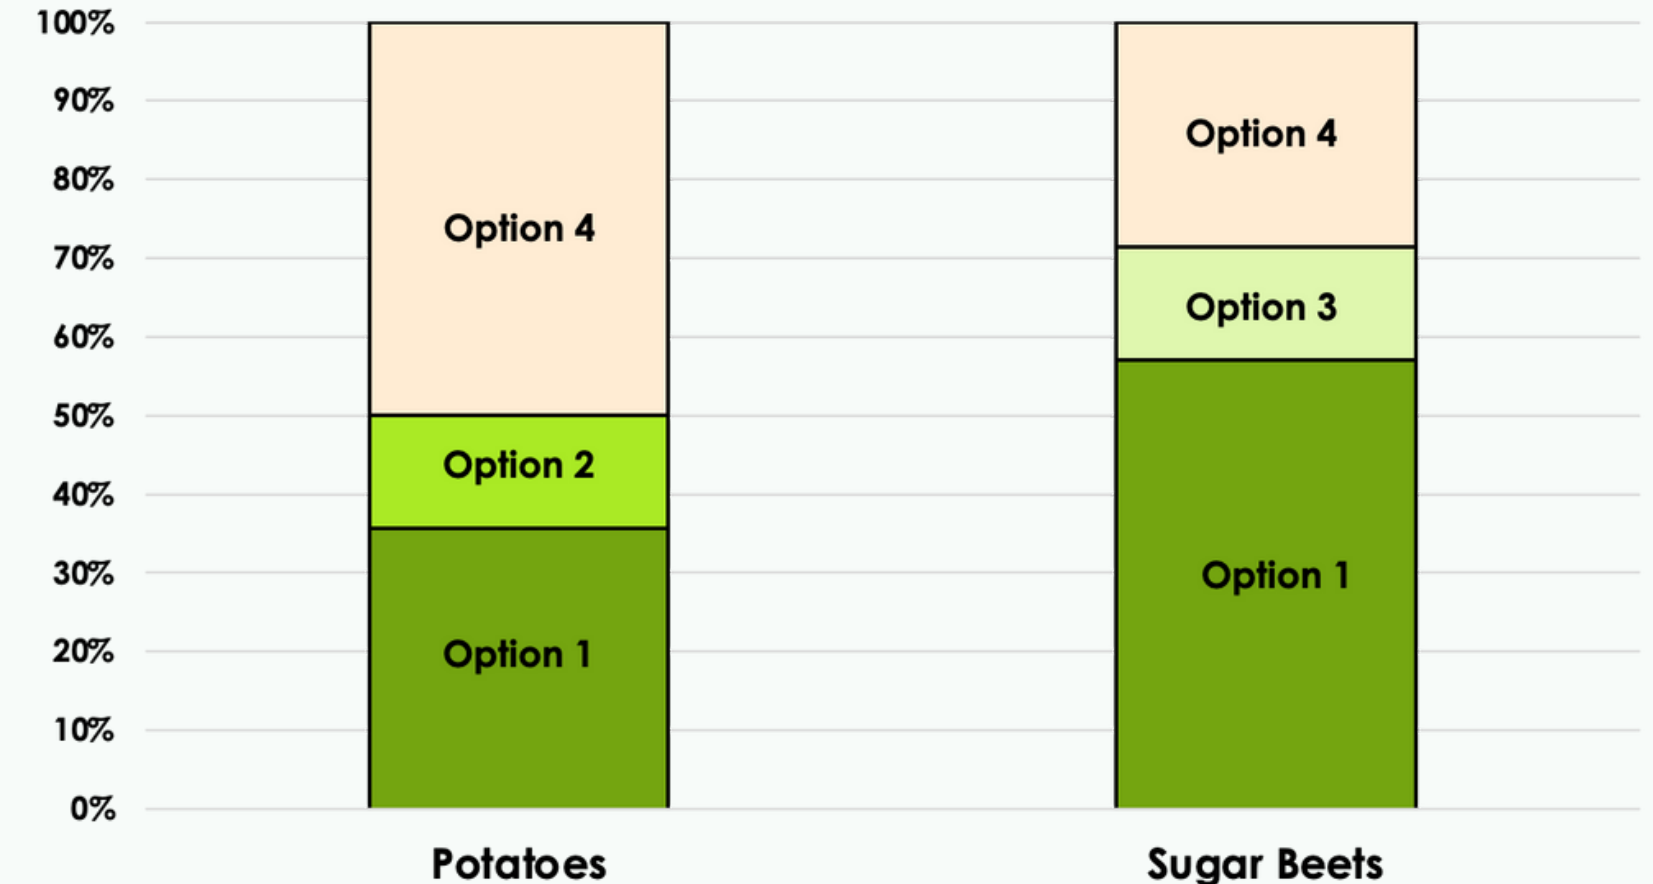 100%
90%
Option 4
80%
Option 4
70%
Option 3
60%
50%
Option 2
40%
30%
Option 1
20%
Option 1
10%
0%
Potatoes
Sugar Beets